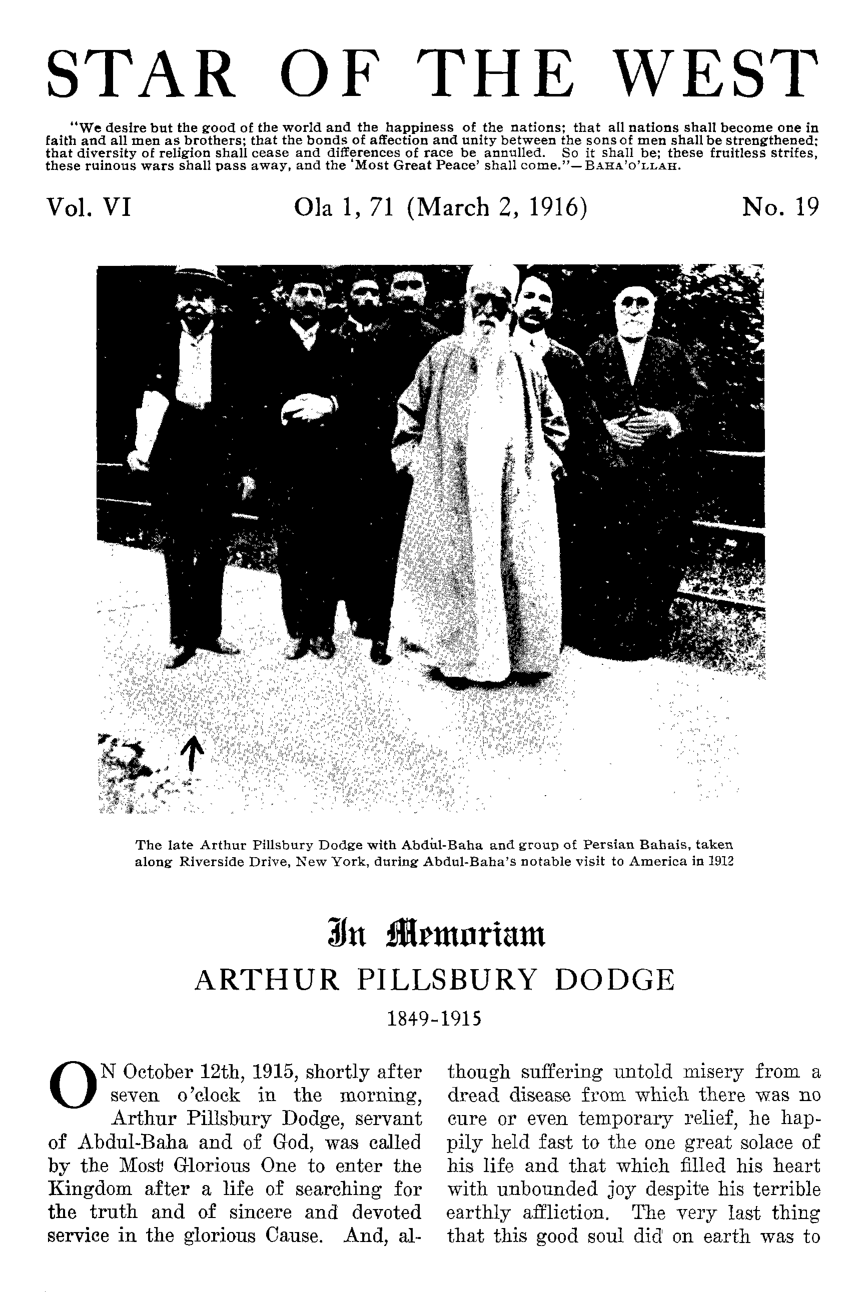 STAR OF THE WEST
"We desire but the good of the world and the happiness of the nations; that all nations shall become one in
faith and all men as brothers; that the bonds of affection and unity between the sons of men shall be strengthened;
that diversity of religion shall cease and differences of race be annulled. So it shall be; these fruitless strifes,
these ruinous wars shall pass away, and the 'Most Great Peace' shall come."—BAHA'O'LLAH.
Vol. VI Ola 1, 71 (March 2, 1916) No. 19
The late Arthur Pillsbury Dodge with Abdul-Baha and group of Persian Bahais, taken
along Riverside Drive, New York, during Abdul-Baha's notable visit to America in 1912
In Memoriam
ARTHUR PILLSBURY DODGE
1849-1915
ON October 12th, 1915, shortly after
seven o'clock in the morning,
Arthur Pillsbury Dodge, servant
of Abdul-Baha and of God, was called
by the Most Glorious One to enter the
Kingdom after a life of searching for
the truth and of sincere and devoted
service in the glorious Cause. And, al-
though suffering untold misery from a
dread disease from which there was no
cure or even temporary relief, he hap-
pily held fast to the one great solace of
his life and that which filled his heart
with unbounded joy despite his terrible
earthly affliction. The very last thing
that this good soul did on earth was to